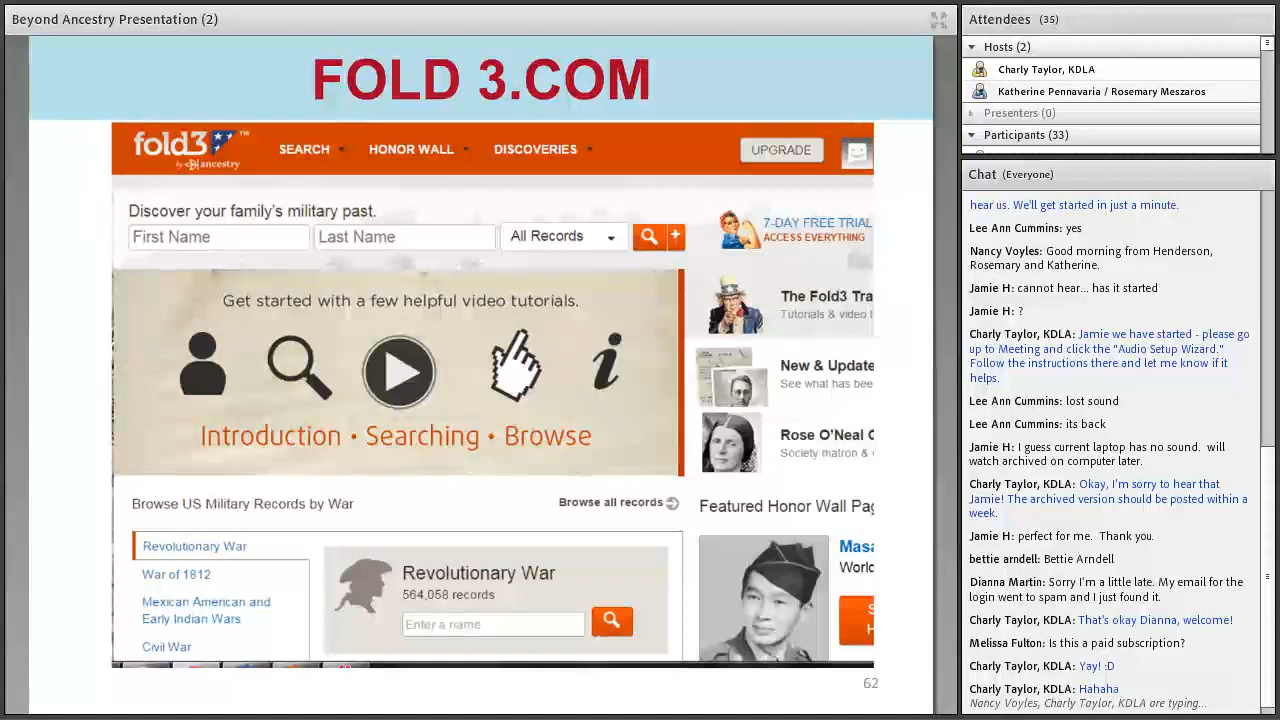 Beyond Ancestry Presentation (2)
FOLD 3.COM
fold3™
by ancestry
SEARCH
HONOR WALL
DISCOVERIES
UPGRADE
Discover your family's military past.
First Name
Last Name
All Records
7-DAY FREE TRIAL
ACCESS EVERYTHING
Get started with a few helpful video tutorials.
Introduction • Searching • Browse
The Fold3 Tra
Tutorials & video t
New & Update
See what has bee
Rose O'Neal G
Society matron &
Browse US Military Records by War
Browse all records
Revolutionary War
War of 1812
Mexican American and
Early Indian Wars
Civil War
Revolutionary War
564,058 records
Enter a name
Featured Honor Wall Pag
Masa
World
S
H
62
Attendees (35)
Hosts (2)
Charly Taylor, KDLA
Katherine Pennavaria / Rosemary Meszaros
Presenters (0)
Participants (33)
Chat (Everyone)
hear us. We'll get started in just a minute.
Lee Ann Cummins: yes
Nancy Voyles: Good morning from Henderson,
Rosemary and Katherine.
Jamie H: cannot hear... has it started
Jamie H: ?
Charly Taylor, KDLA: Jamie we have started - please go
up to Meeting and click the "Audio Setup Wizard."
Follow the instructions there and let me know if it
helps.
Lee Ann Cummins: lost sound
Lee Ann Cummins: its back
Jamie H: I guess current laptop has no sound. will
watch archived on computer later.
Charly Taylor, KDLA: Okay, I'm sorry to hear that
Jamie! The archived version should be posted within a
week.
Jamie H: perfect for me. Thank you.
bettie arndell: Bettie Arndell
Dianna Martin: Sorry I'm a little late. My email for the
login went to spam and I just found it.
Charly Taylor, KDLA: That's okay Dianna, welcome!
Melissa Fulton: Is this a paid subscription?
Charly Taylor, KDLA: Yay! :D
Charly Taylor, KDLA: Hahaha
Nancy Voyles, Charly Taylor, KDLA are typing...